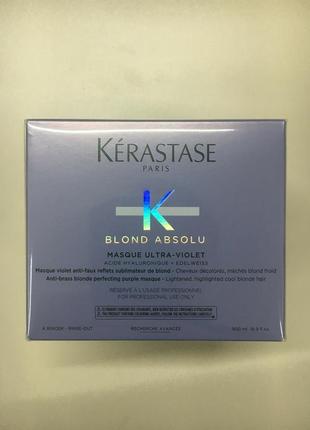 KÉRASTASE
PARIS
K
BLOND ABSOLU
MASQUE ULTRA-VIOLET
ACIDE HYALURONIQUE + EDELWEISS
Masque violet anti-faux reflets sublimateur de blond - Cheveux décolorés, méchés blond froid
Anti-brass blonde perfecting purple masque - Lightened, highlighted cool blonde hair
RÉSERVÉ À L'USAGE PROFESSIONNEL
FOR PROFESSIONAL USE ONLY
À RINCER - RINSE-OUT
RECHERCHE AVANCÉE
500 ml